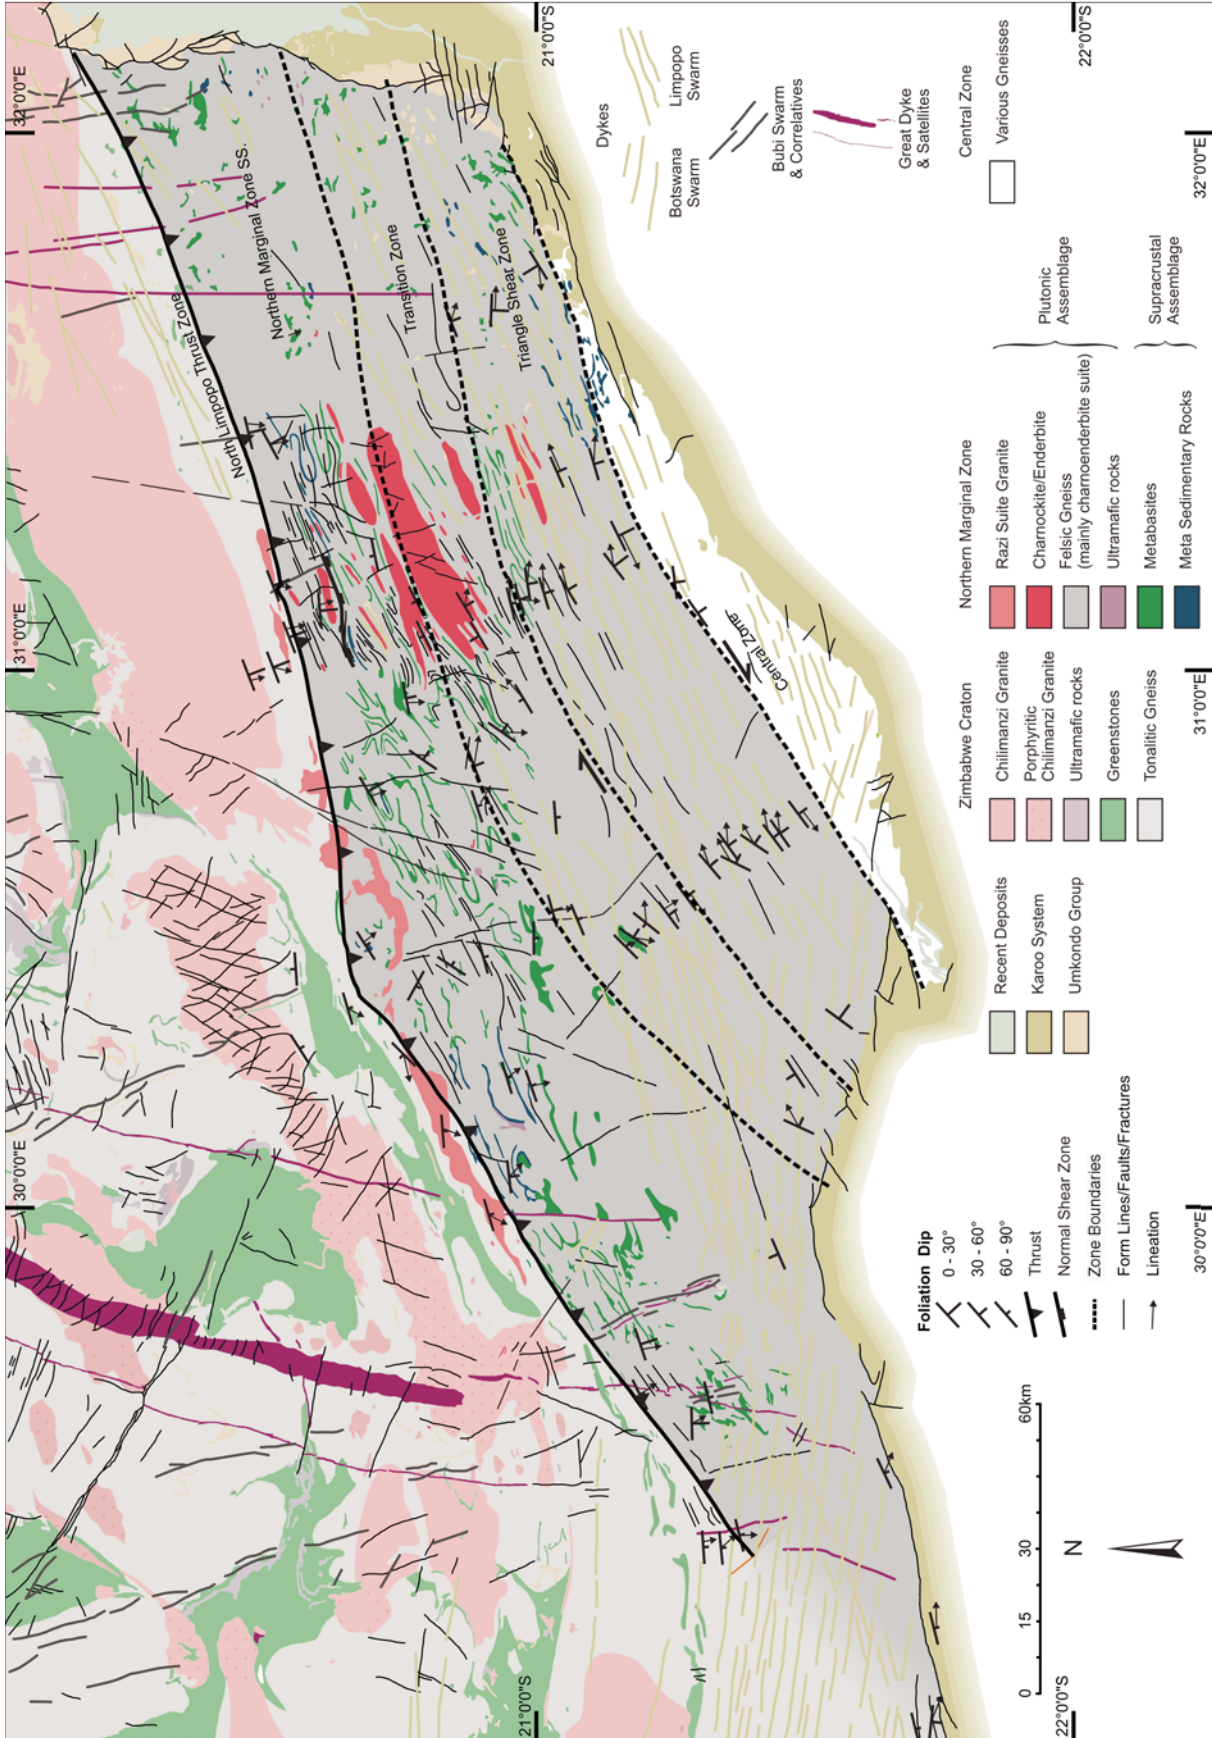 30°0'0"E
31°0'0"E
32°0'0"E
21°0'0"S
21°0'0"S
22°0'0"S
22°0'0"S
30°0'0"E
31°0'0"E
32°0'0"E
North Limpopo Thrust Zone
Northern Marginal Zone SS.
Transition Zone
Triangle Shear Zone
Central Zone
0
15
30
60km
N
Foliation Dip
0 - 30°
30 - 60°
60 - 90°
Thrust
Normal Shear Zone
Zone Boundaries
Form Lines/Faults/Fractures
Lineation
Recent Deposits
Karoo System
Umkondo Group
Zimbabwe Craton
Chilimanzi Granite
Porphyritic
Chilimanzi Granite
Ultramafic rocks
Greenstones
Tonalitic Gneiss
Northern Marginal Zone
Razi Suite Granite
Charnockite/Enderbite
Felsic Gneiss
(mainly charnoenderbite suite)
Ultramafic rocks
Metabasites
Meta Sedimentary Rocks
Plutonic
Assemblage
Supracrustal
Assemblage
Dykes
Botswana
Swarm
Limpopo
Swarm
Bubi Swarm
& Correlatives
Great Dyke
& Satellites
Central Zone
Various Gneisses